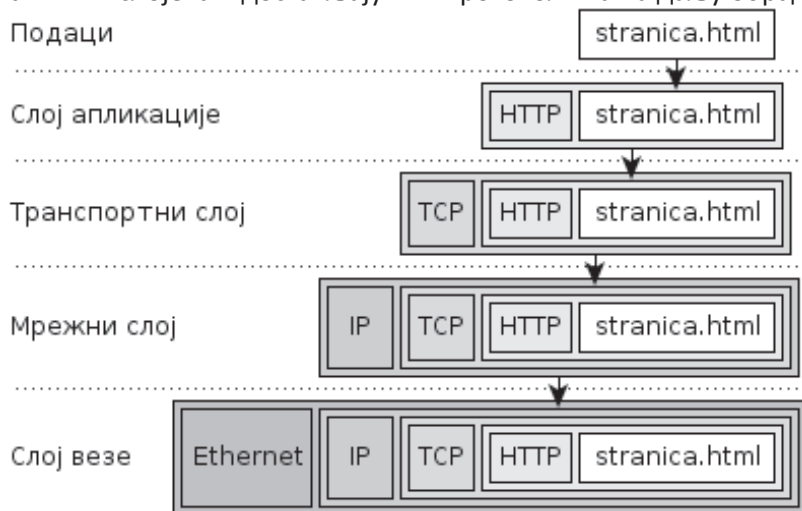 Подаци stranica.html
Слој апликације HTTP stranica.html
Транспортни слој TCP HTTP stranica.html
Мрежни слој IP TCP HTTP stranica.html
Слој везе Ethernet IP TCP HTTP stranica.html